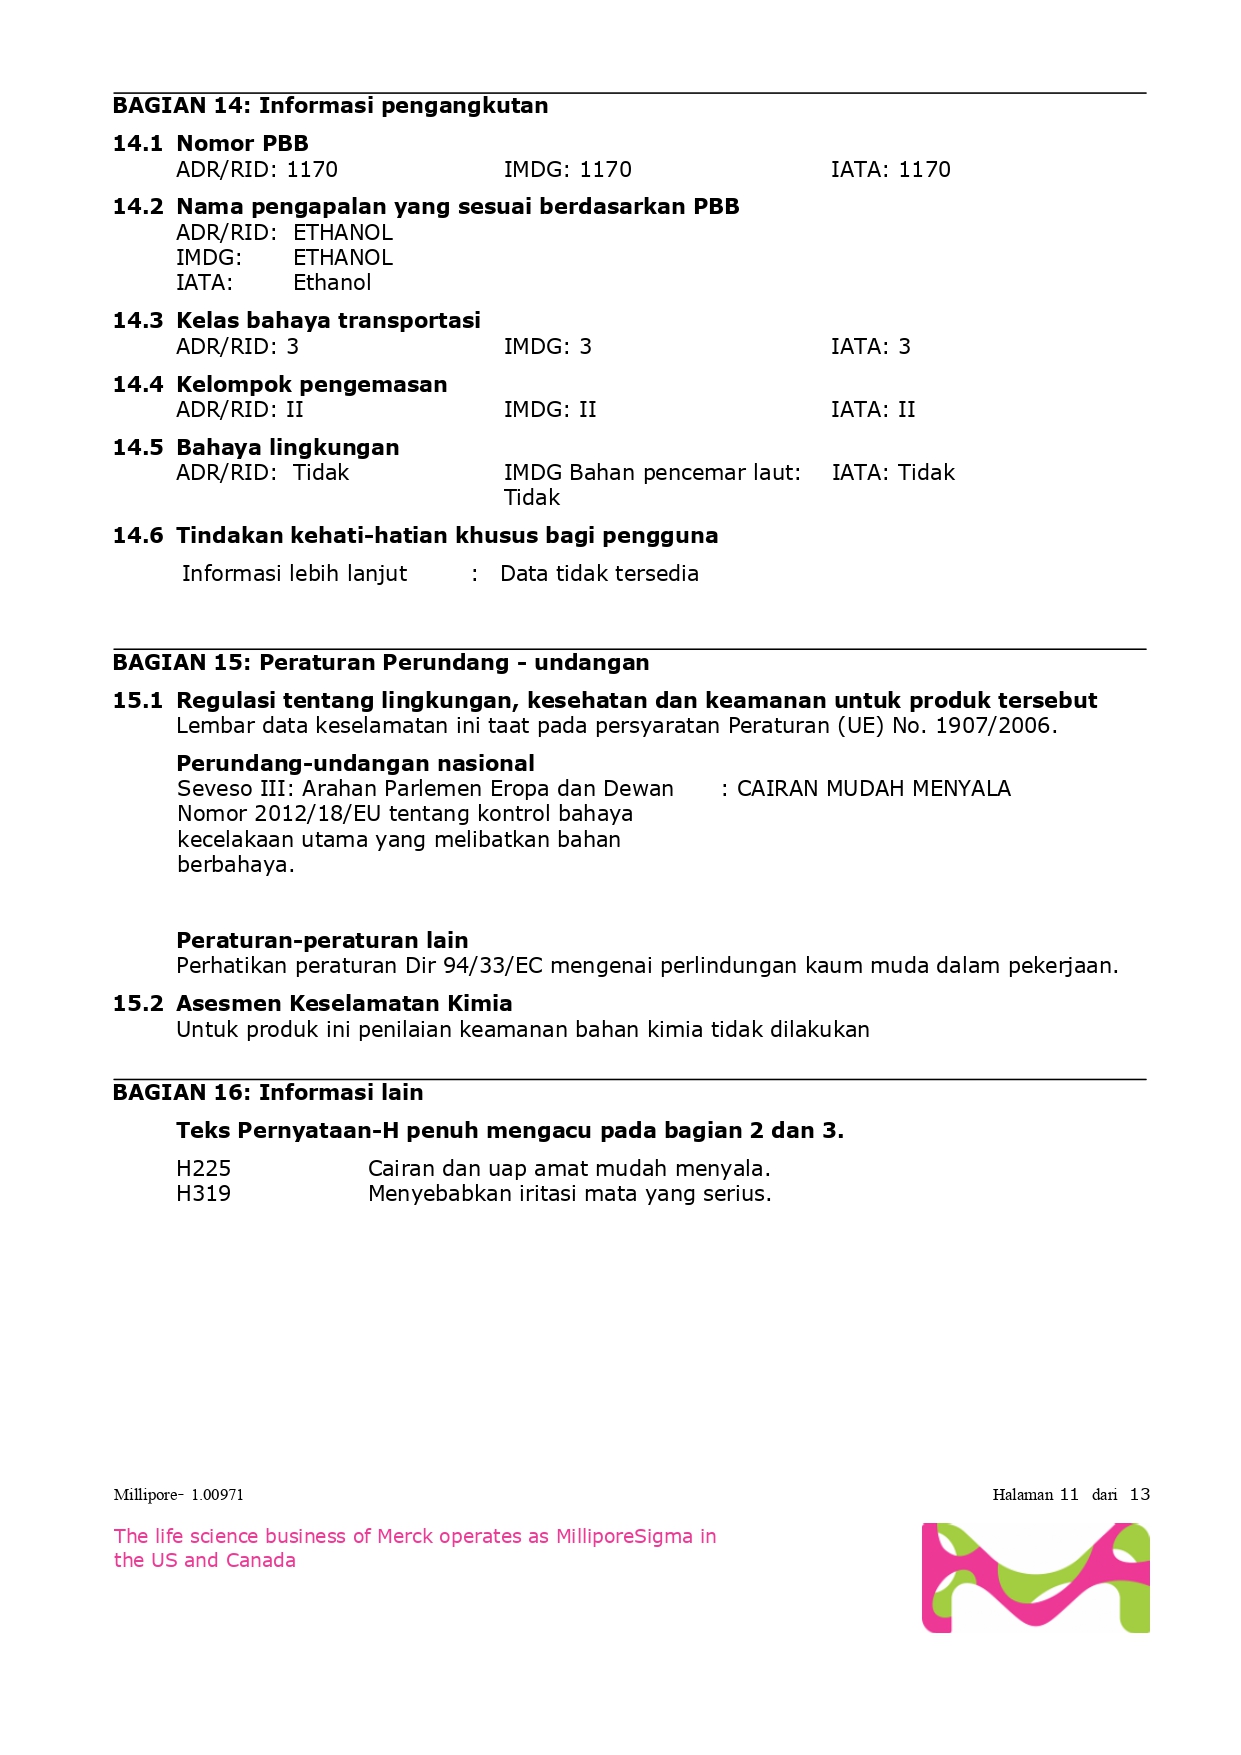 BAGIAN 14: Informasi pengangkutan
14.1 Nomor PBB
ADR/RID: 1170 IMDG: 1170 IATA: 1170
14.2 Nama pengapalan yang sesuai berdasarkan PBB
ADR/RID: ETHANOL
IMDG: ETHANOL
IATA: Ethanol
14.3 Kelas bahaya transportasi
ADR/RID: 3 IMDG: 3 IATA: 3
14.4 Kelompok pengemasan
ADR/RID: II IMDG: II IATA: II
14.5 Bahaya lingkungan
ADR/RID: Tidak IMDG Bahan pencemar laut: IATA: Tidak
Tidak
14.6 Tindakan kehati-hatian khusus bagi pengguna
Informasi lebih lanjut : Data tidak tersedia
BAGIAN 15: Peraturan Perundang - undangan
15.1 Regulasi tentang lingkungan, kesehatan dan keamanan untuk produk tersebut
Lembar data keselamatan ini taat pada persyaratan Peraturan (UE) No. 1907/2006.
Perundang-undangan nasional
Seveso III: Arahan Parlemen Eropa dan Dewan : CAIRAN MUDAH MENYALA
Nomor 2012/18/EU tentang kontrol bahaya
kecelakaan utama yang melibatkan bahan
berbahaya.
Peraturan-peraturan lain
Perhatikan peraturan Dir 94/33/EC mengenai perlindungan kaum muda dalam pekerjaan.
15.2 Asesmen Keselamatan Kimia
Untuk produk ini penilaian keamanan bahan kimia tidak dilakukan
BAGIAN 16: Informasi lain
Teks Pernyataan-H penuh mengacu pada bagian 2 dan 3.
H225 Cairan dan uap amat mudah menyala.
H319 Menyebabkan iritasi mata yang serius.
Millipore- 1.00971 Halaman 11 dari 13
The life science business of Merck operates as MilliporeSigma in
the US and Canada